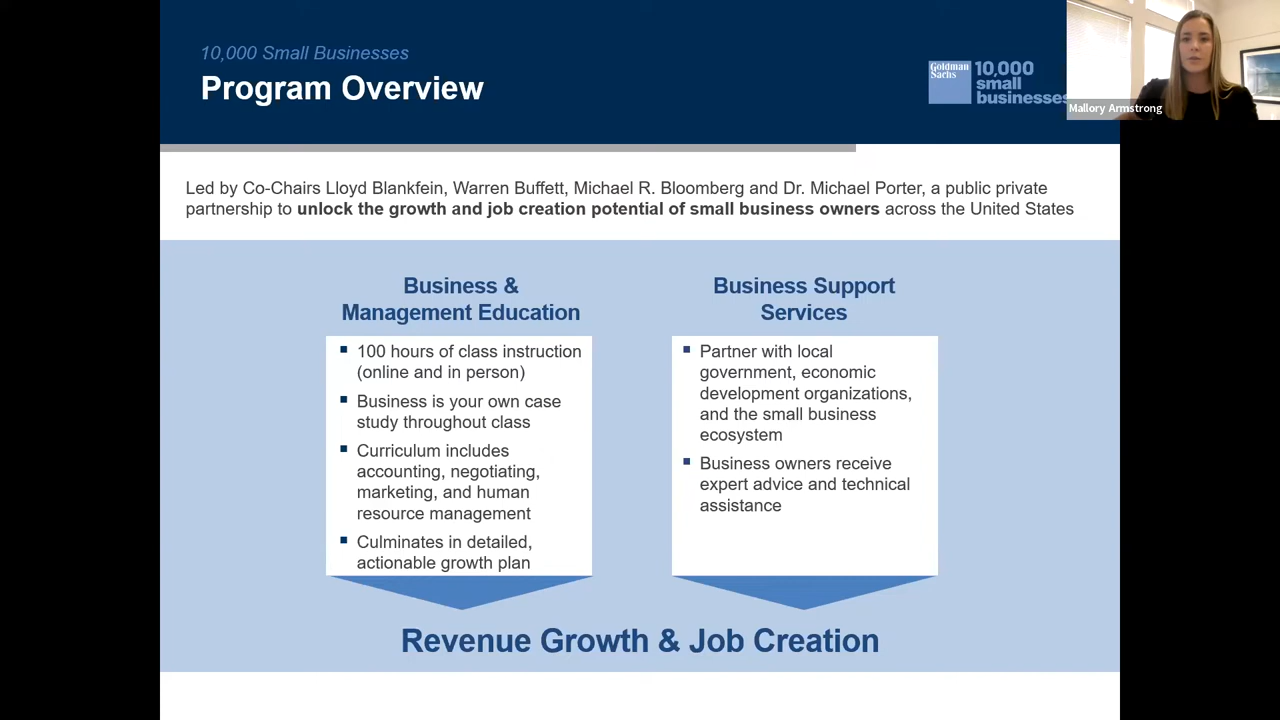 10,000 Small Businesses
Program Overview
Goldman
Sachs
10,000
small
businesses
Mallory Armstrong
Led by Co-Chairs Lloyd Blankfein, Warren Buffett, Michael R. Bloomberg and Dr. Michael Porter, a public private
partnership to unlock the growth and job creation potential of small business owners across the United States
Business &
Management Education
100 hours of class instruction
(online and in person)
Business is your own case
study throughout class
Curriculum includes
accounting, negotiating,
marketing, and human
resource management
Culminates in detailed,
actionable growth plan
Business Support
Services
Partner with local
government, economic
development organizations,
and the small business
ecosystem
Business owners receive
expert advice and technical
assistance
Revenue Growth & Job Creation